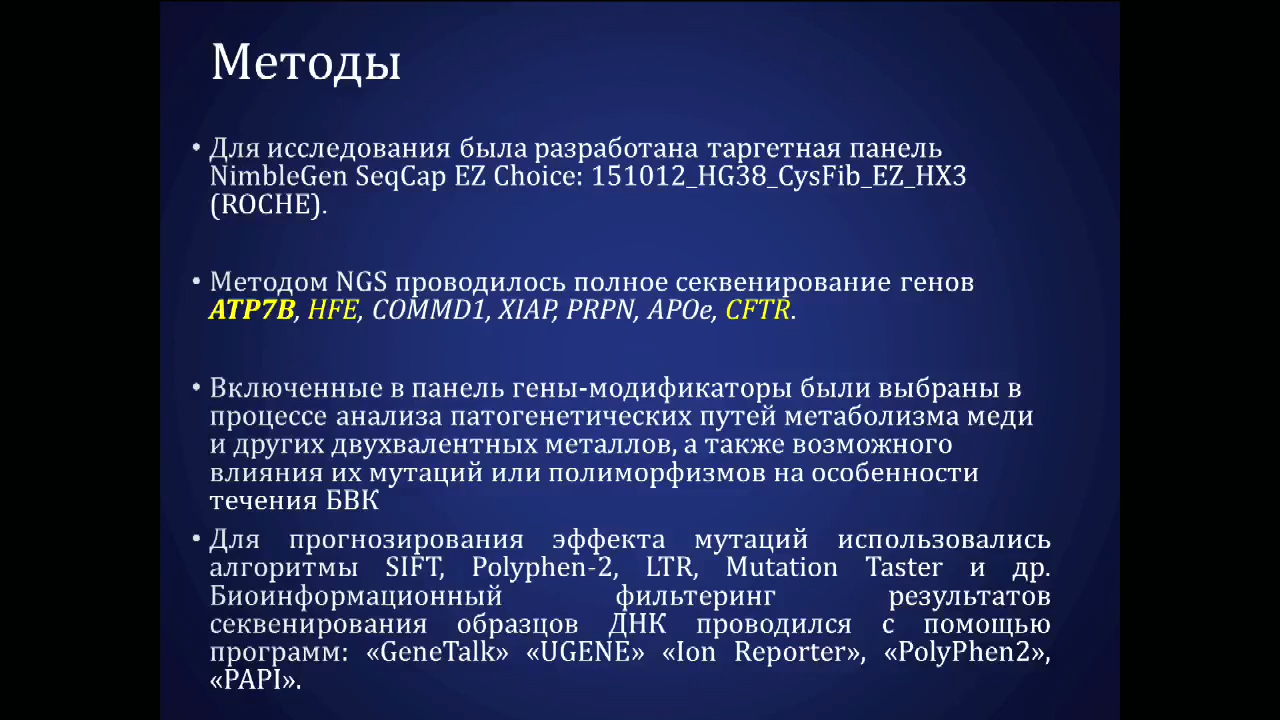 Методы
• Для исследования была разработана таргетная панель
NimbleGen SeqCap EZ Choice: 151012_HG38_CysFib_EZ_HX3
(ROCHE).
• Методом NGS проводилось полное секвенирование генов
ATP7B, HFE, COMMD1, XIAP, PRPN, APOe, CFTR.
• Включенные в панель гены-модификаторы были выбраны в
процессе анализа патогенетических путей метаболизма меди
и других двухвалентных металлов, а также возможного
влияния их мутаций или полиморфизмов на особенности
течения БВК
• Для прогнозирования эффекта мутаций использовались
алгоритмы SIFT, Polyphen-2, LTR, Mutation Taster и др.
Биоинформационный фильтеринг результатов
секвенирования образцов ДНК проводился с помощью
программ: «GeneTalk» «UGENE» «Ion Reporter», «PolyPhen2»,
«PAPI».